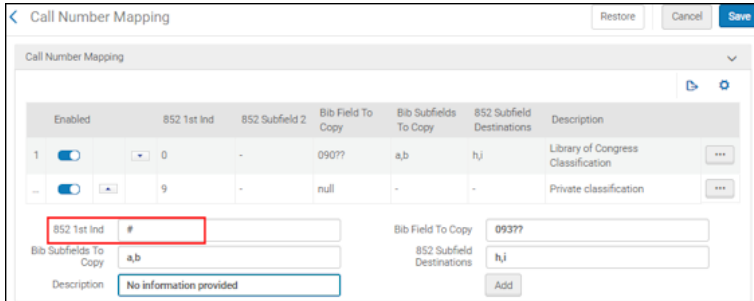 Call Number Mapping
Restore
Cancel
Save
Call Number Mapping
Enabled 852 1st Ind 852 Subfield 2 Bib Field To Copy Bib Subfields To Copy 852 Subfield Destinations Description
1 0 - 090?? a,b h,i Library of Congress Classification ...
... 9 - null - - Private classification ...
852 1st Ind # Bib Field To Copy 093??
Bib Subfields To Copy a,b 852 Subfield Destinations h,i
Description No information provided Add